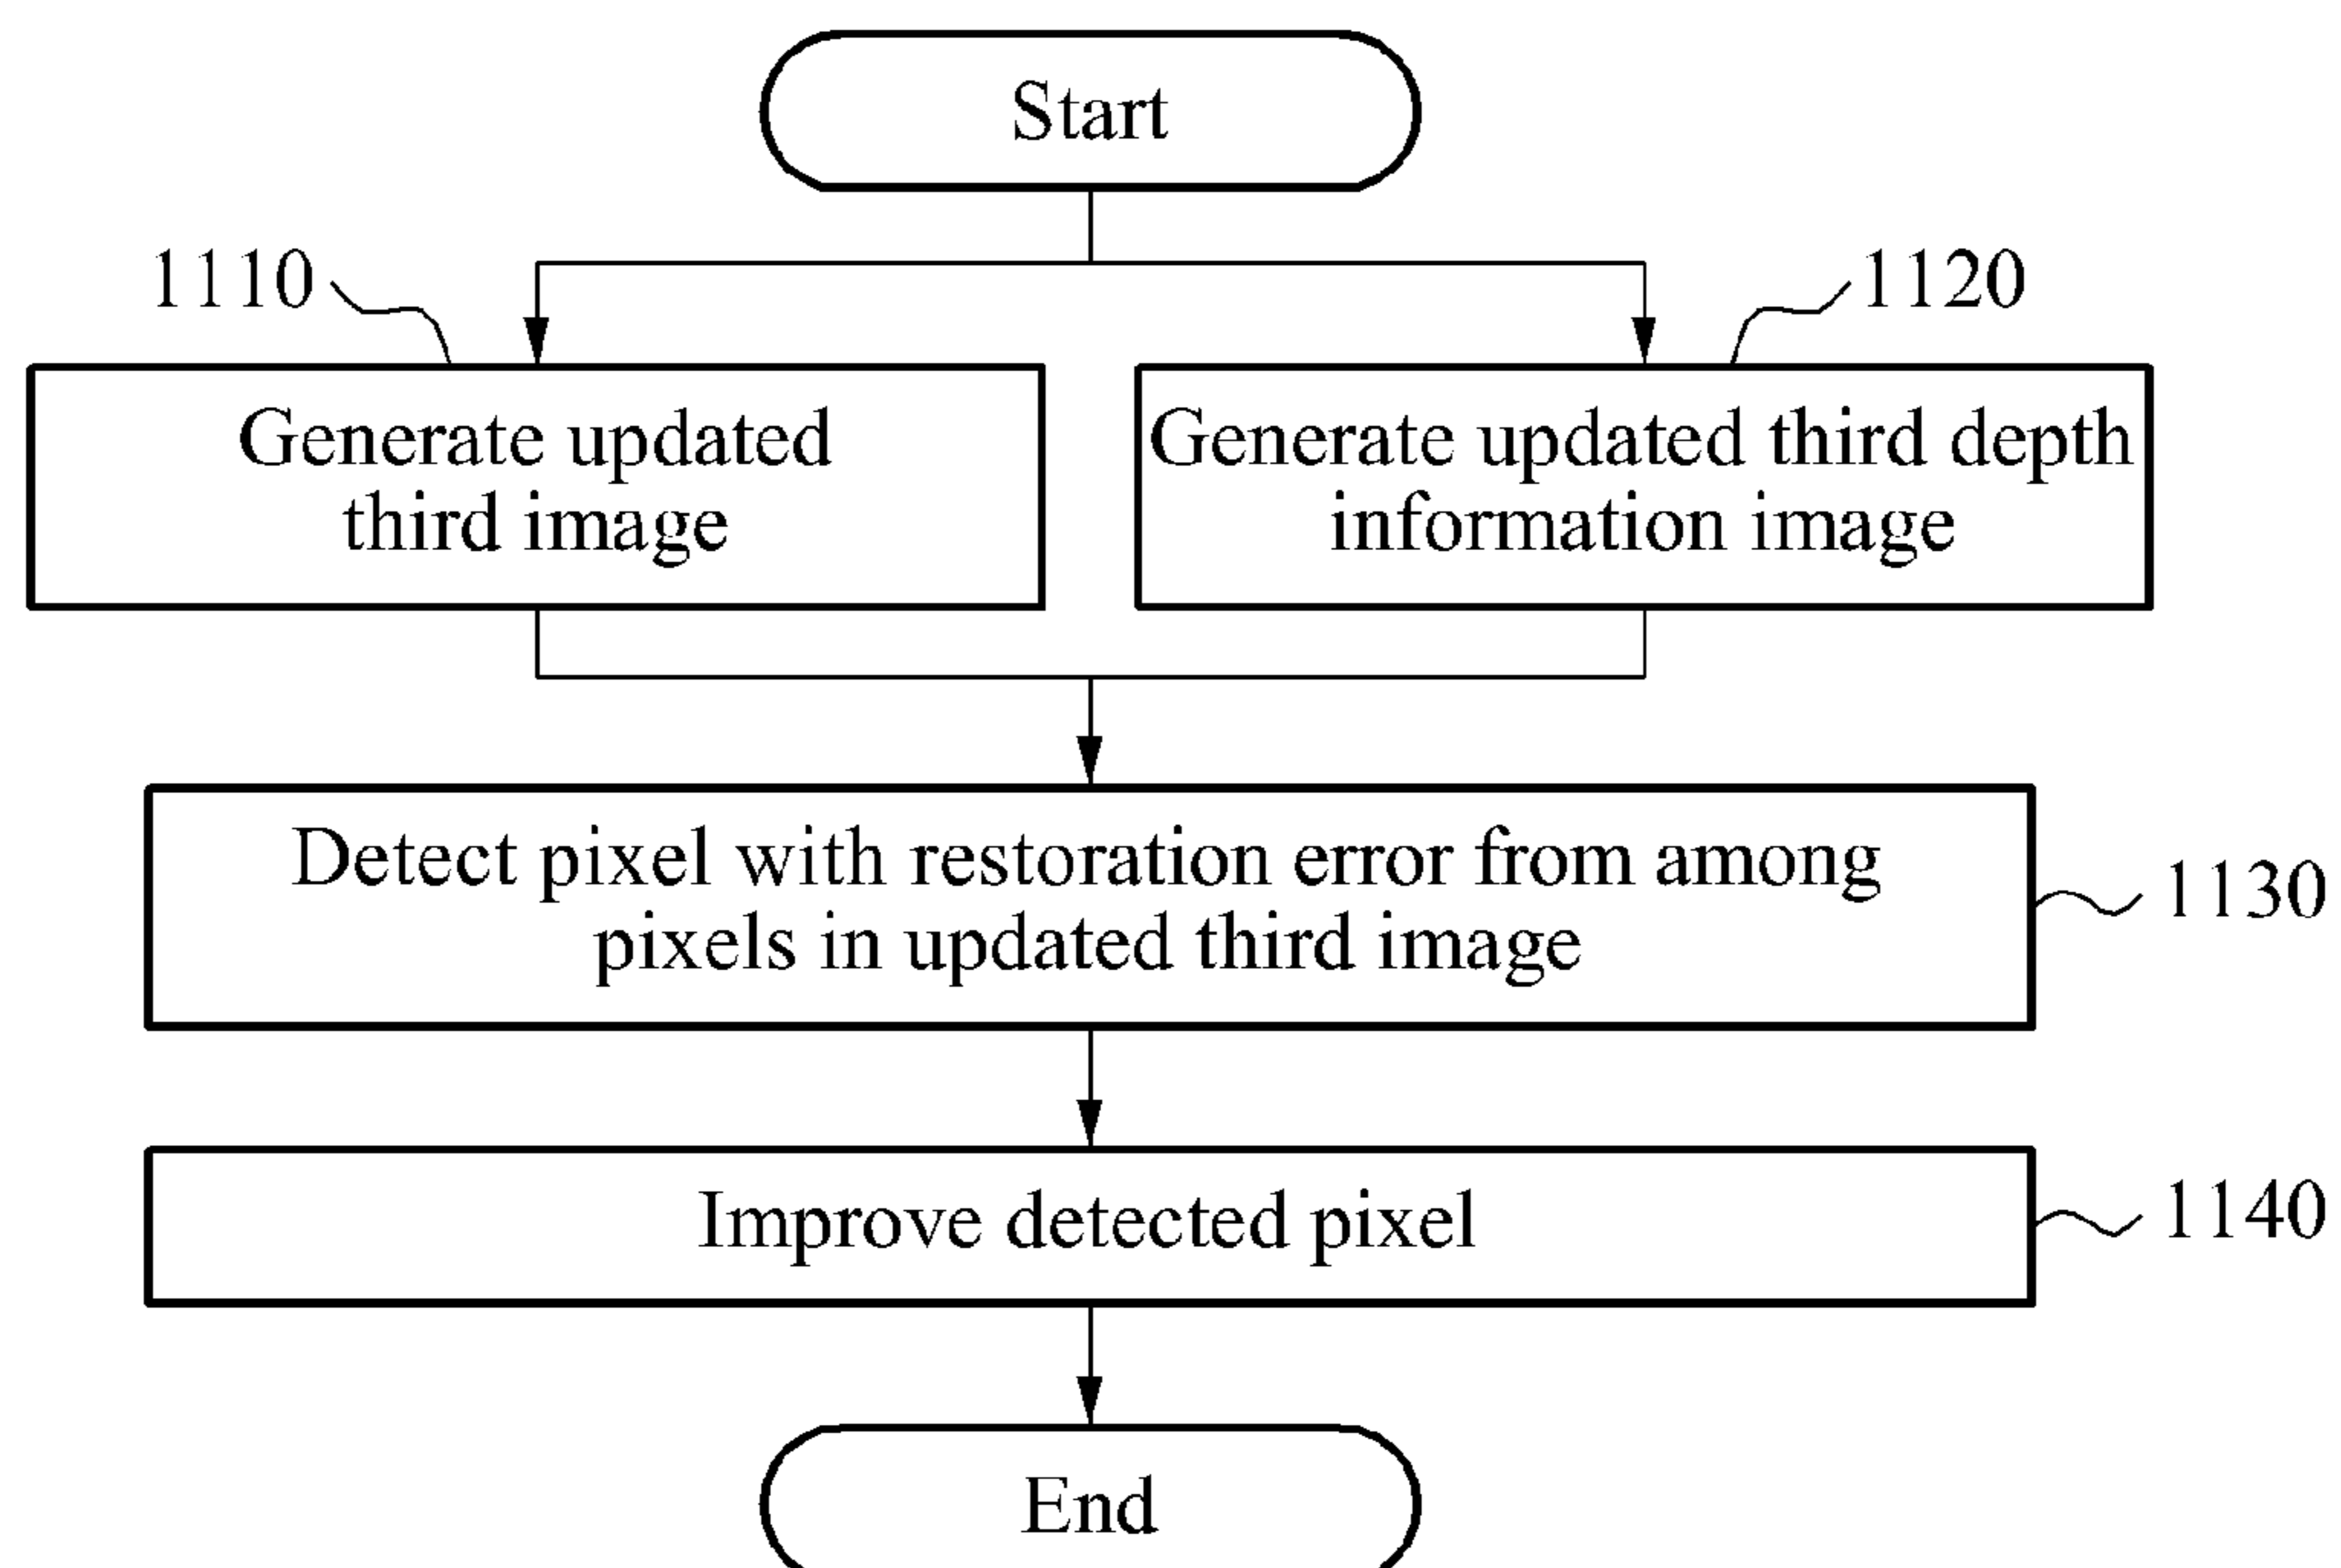 Start
1110
1120
Generate updated
third image
Generate updated third depth
information image
Detect pixel with restoration error from among
pixels in updated third image
1130
Improve detected pixel
1140
End